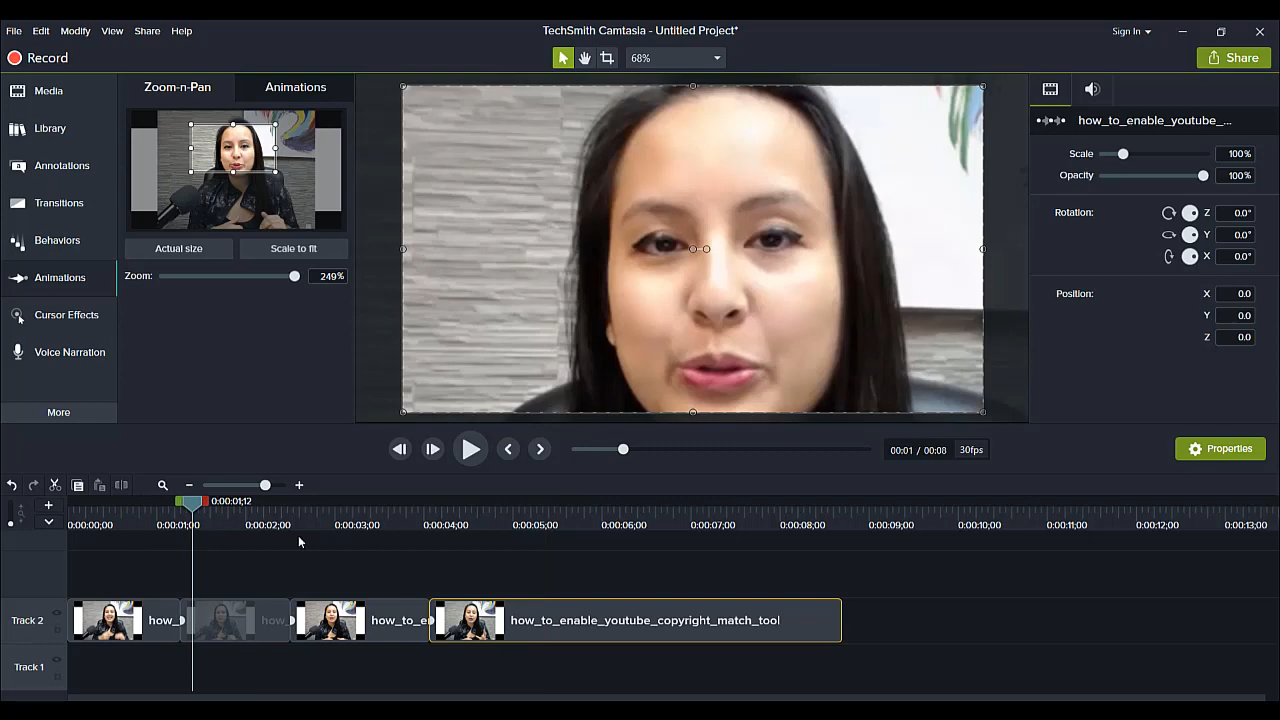 File Edit Modify View Share Help
TechSmith Camtasia - Untitled Project*
Sign In
Record
68%
Share
Media
Library
Annotations
a
Transitions
Behaviors
Animations
Cursor Effects
Voice Narration
More
Zoom-n-Pan
Animations
Actual size
Scale to fit
Zoom:
249%
how_to_enable_youtube_...
Scale
100%
Opacity
100%
Rotation:
Z
0.0°
Y
0.0°
X
0.0°
Position:
X
0.0
Y
0.0
Z
0.0
00:01 / 00:08
30fps
Properties
0:00:01;12
0:00:00;00 0:00:01;00 0:00:02;00 0:00:03;00 0:00:04;00 0:00:05;00 0:00:06;00 0:00:07;00 0:00:08;00 0:00:09;00 0:00:10;00 0:00:11;00 0:00:12;00 0:00:13;00
Track 2
how_
how_
how_to_e
how_to_enable_youtube_copyright_match_tool
Track 1